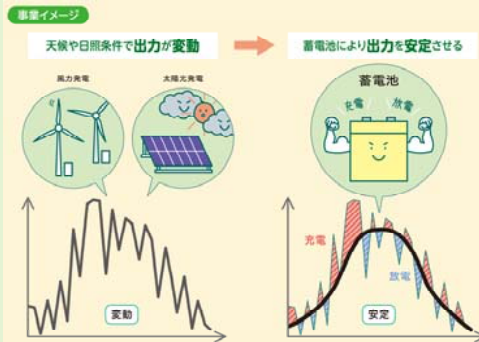 事業イメージ
天候や日照条件で出力が変動
蓄電池により出力を安定させる
風力発電
太陽光発電
蓄電池
充電
放電
充電
放電
変動
安定